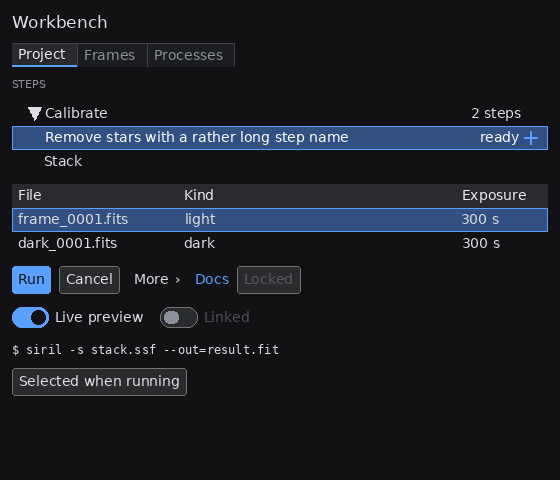 Workbench
Project Frames Processes
STEPS
Calibrate 2 steps
Remove stars with a rather long step name ready +
Stack
File Kind Exposure
frame_0001.fits light 300 s
dark_0001.fits dark 300 s
Run Cancel More › Docs Locked
Live preview Linked
$ siril -s stack.ssf --out=result.fit
Selected when running